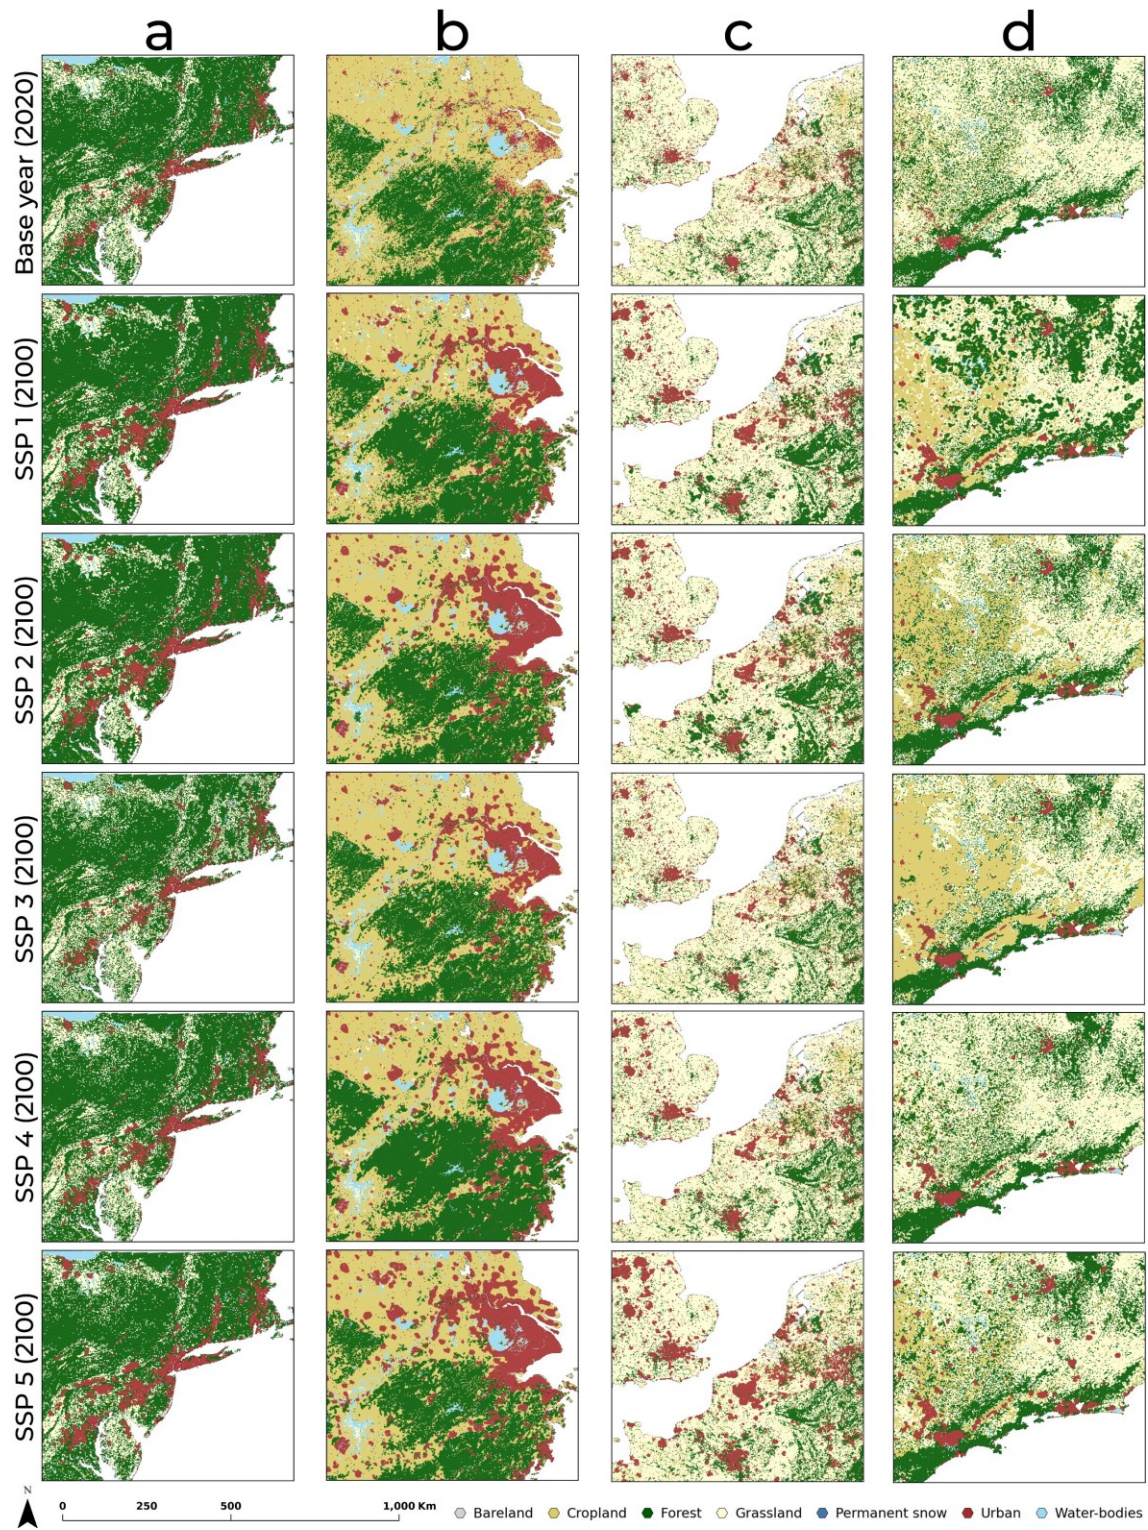 a b c d
Base year (2020)
SSP 1 (2100)
SSP 2 (2100)
SSP 3 (2100)
SSP 4 (2100)
SSP 5 (2100)
N
0 250 500 1,000 Km
Bareland Cropland Forest Grassland Permanent snow Urban Water-bodies